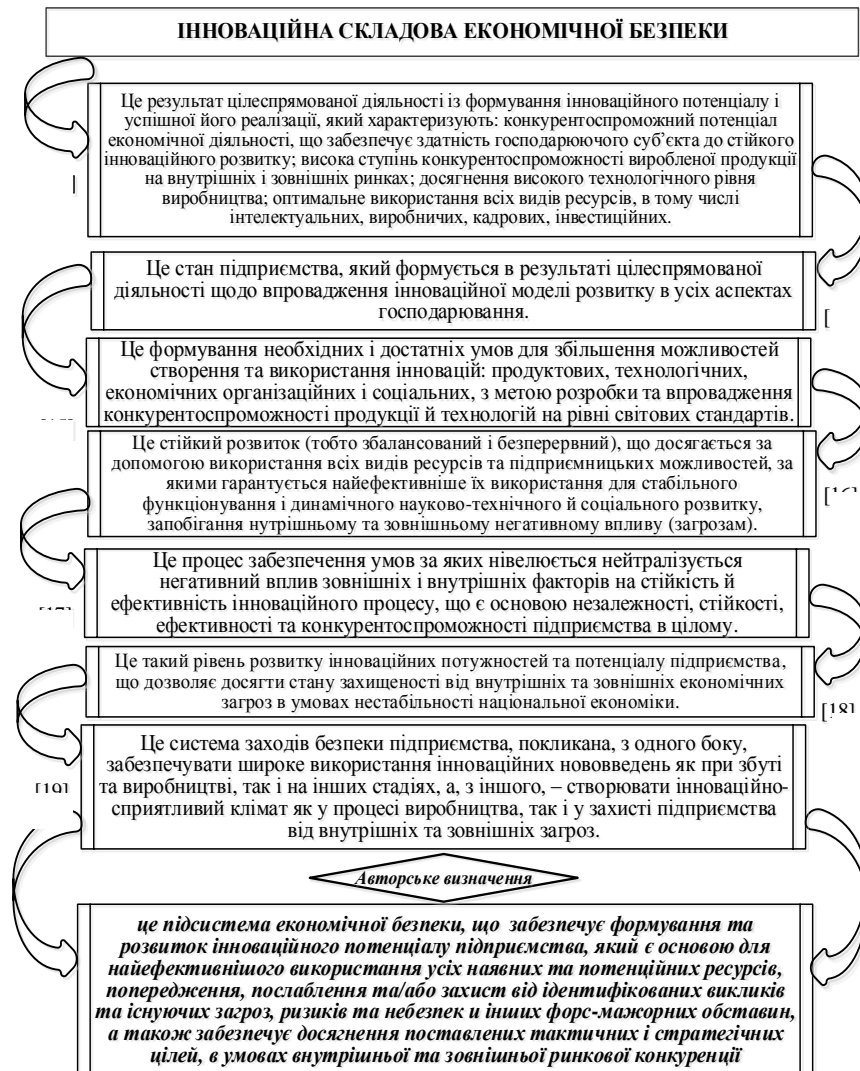 ІННОВАЦІЙНА СКЛАДОВА ЕКОНОМІЧНОЇ БЕЗПЕКИ
Це результат цілеспрямованої діяльності із формування інноваційного потенціалу і
успішної його реалізації, який характеризують: конкурентоспроможний потенціал
економічної діяльності, що забезпечує здатність господарюючого суб’єкта до стійкого
інноваційного розвитку; висока ступінь конкурентоспроможності виробленої продукції
на внутрішніх і зовнішніх ринках; досягнення високого технологічного рівня
виробництва; оптимальне використання всіх видів ресурсів, в тому числі
інтелектуальних, виробничих, кадрових, інвестиційних.
Це стан підприємства, який формується в результаті цілеспрямованої
діяльності щодо впровадження інноваційної моделі розвитку в усіх аспектах
господарювання.
[
Це формування необхідних і достатніх умов для збільшення можливостей
створення та використання інновацій: продуктових, технологічних,
економічних організаційних і соціальних, з метою розробки та впровадження
конкурентоспроможності продукції й технологій на рівні світових стандартів.
Це стійкий розвиток (тобто збалансований і безперервний), що досягається за
допомогою використання всіх видів ресурсів та підприємницьких можливостей, за
якими гарантується найефективніше їх використання для стабільного
функціонування і динамічного науково-технічного й соціального розвитку,
запобігання нутрішньому та зовнішньому негативному впливу (загрозам).
[16]
Це процес забезпечення умов за яких нівелюється нейтралізується
негативний вплив зовнішніх і внутрішніх факторів на стійкість й
ефективність інноваційного процесу, що є основою незалежності, стійкості,
ефективності та конкурентоспроможності підприємства в цілому.
[17]
Це такий рівень розвитку інноваційних потужностей та потенціалу підприємства,
що дозволяє досягти стану захищеності від внутрішніх та зовнішніх економічних
загроз в умовах нестабільності національної економіки.
[18]
Це система заходів безпеки підприємства, покликана, з одного боку,
забезпечувати широке використання інноваційних нововведень як при збуті
та виробництві, так і на інших стадіях, а, з іншого, – створювати інноваційно-
сприятливий клімат як у процесі виробництва, так і у захисті підприємства
від внутрішніх та зовнішніх загроз.
[19]
Авторське визначення
це підсистема економічної безпеки, що забезпечує формування та
розвиток інноваційного потенціалу підприємства, який є основою для
найефективнішого використання усіх наявних та потенційних ресурсів,
попередження, послаблення та/або захист від ідентифікованих викликів
та існуючих загроз, ризиків та небезпек и інших форс-мажорних обставин,
а також забезпечує досягнення поставлених тактичних і стратегічних
цілей, в умовах внутрішньої та зовнішньої ринкової конкуренції